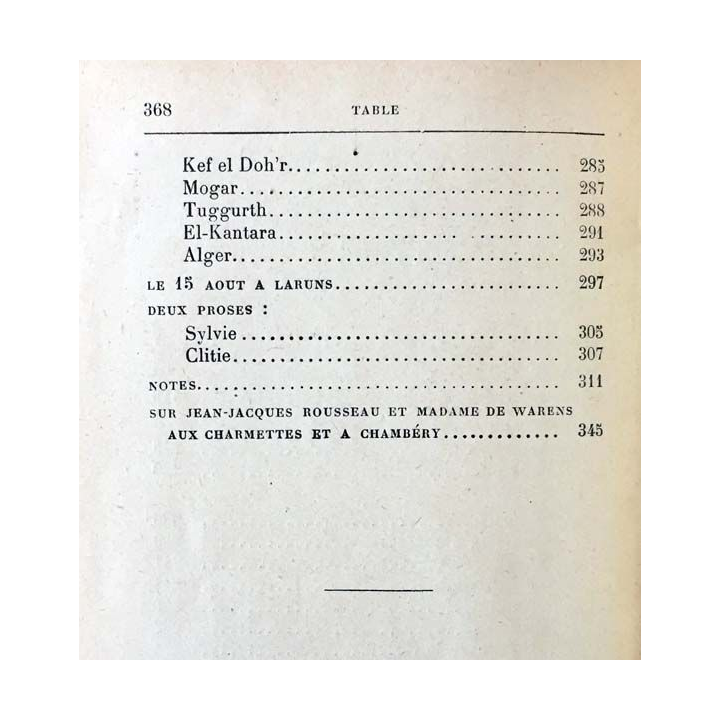 368 TABLE
Kef el Doh'r.............................. 285
Mogar.................................... 287
Tuggurth................................. 288
El-Kantara............................... 291
Alger.................................... 293
LE 15 AOUT A LARUNS........................ 297
DEUX PROSES :
Sylvie................................... 305
Clitie................................... 307
NOTES...................................... 311
SUR JEAN-JACQUES ROUSSEAU ET MADAME DE WARENS
AUX CHARMETTES ET A CHAMBÉRY............. 345